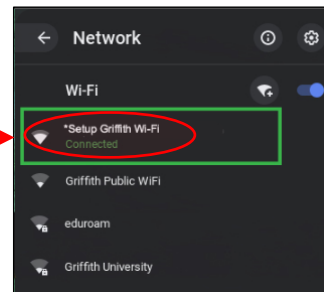 Network
Wi-Fi
*Setup Griffith Wi-Fi
Connected
Griffith Public WiFi
eduroam
Griffith University